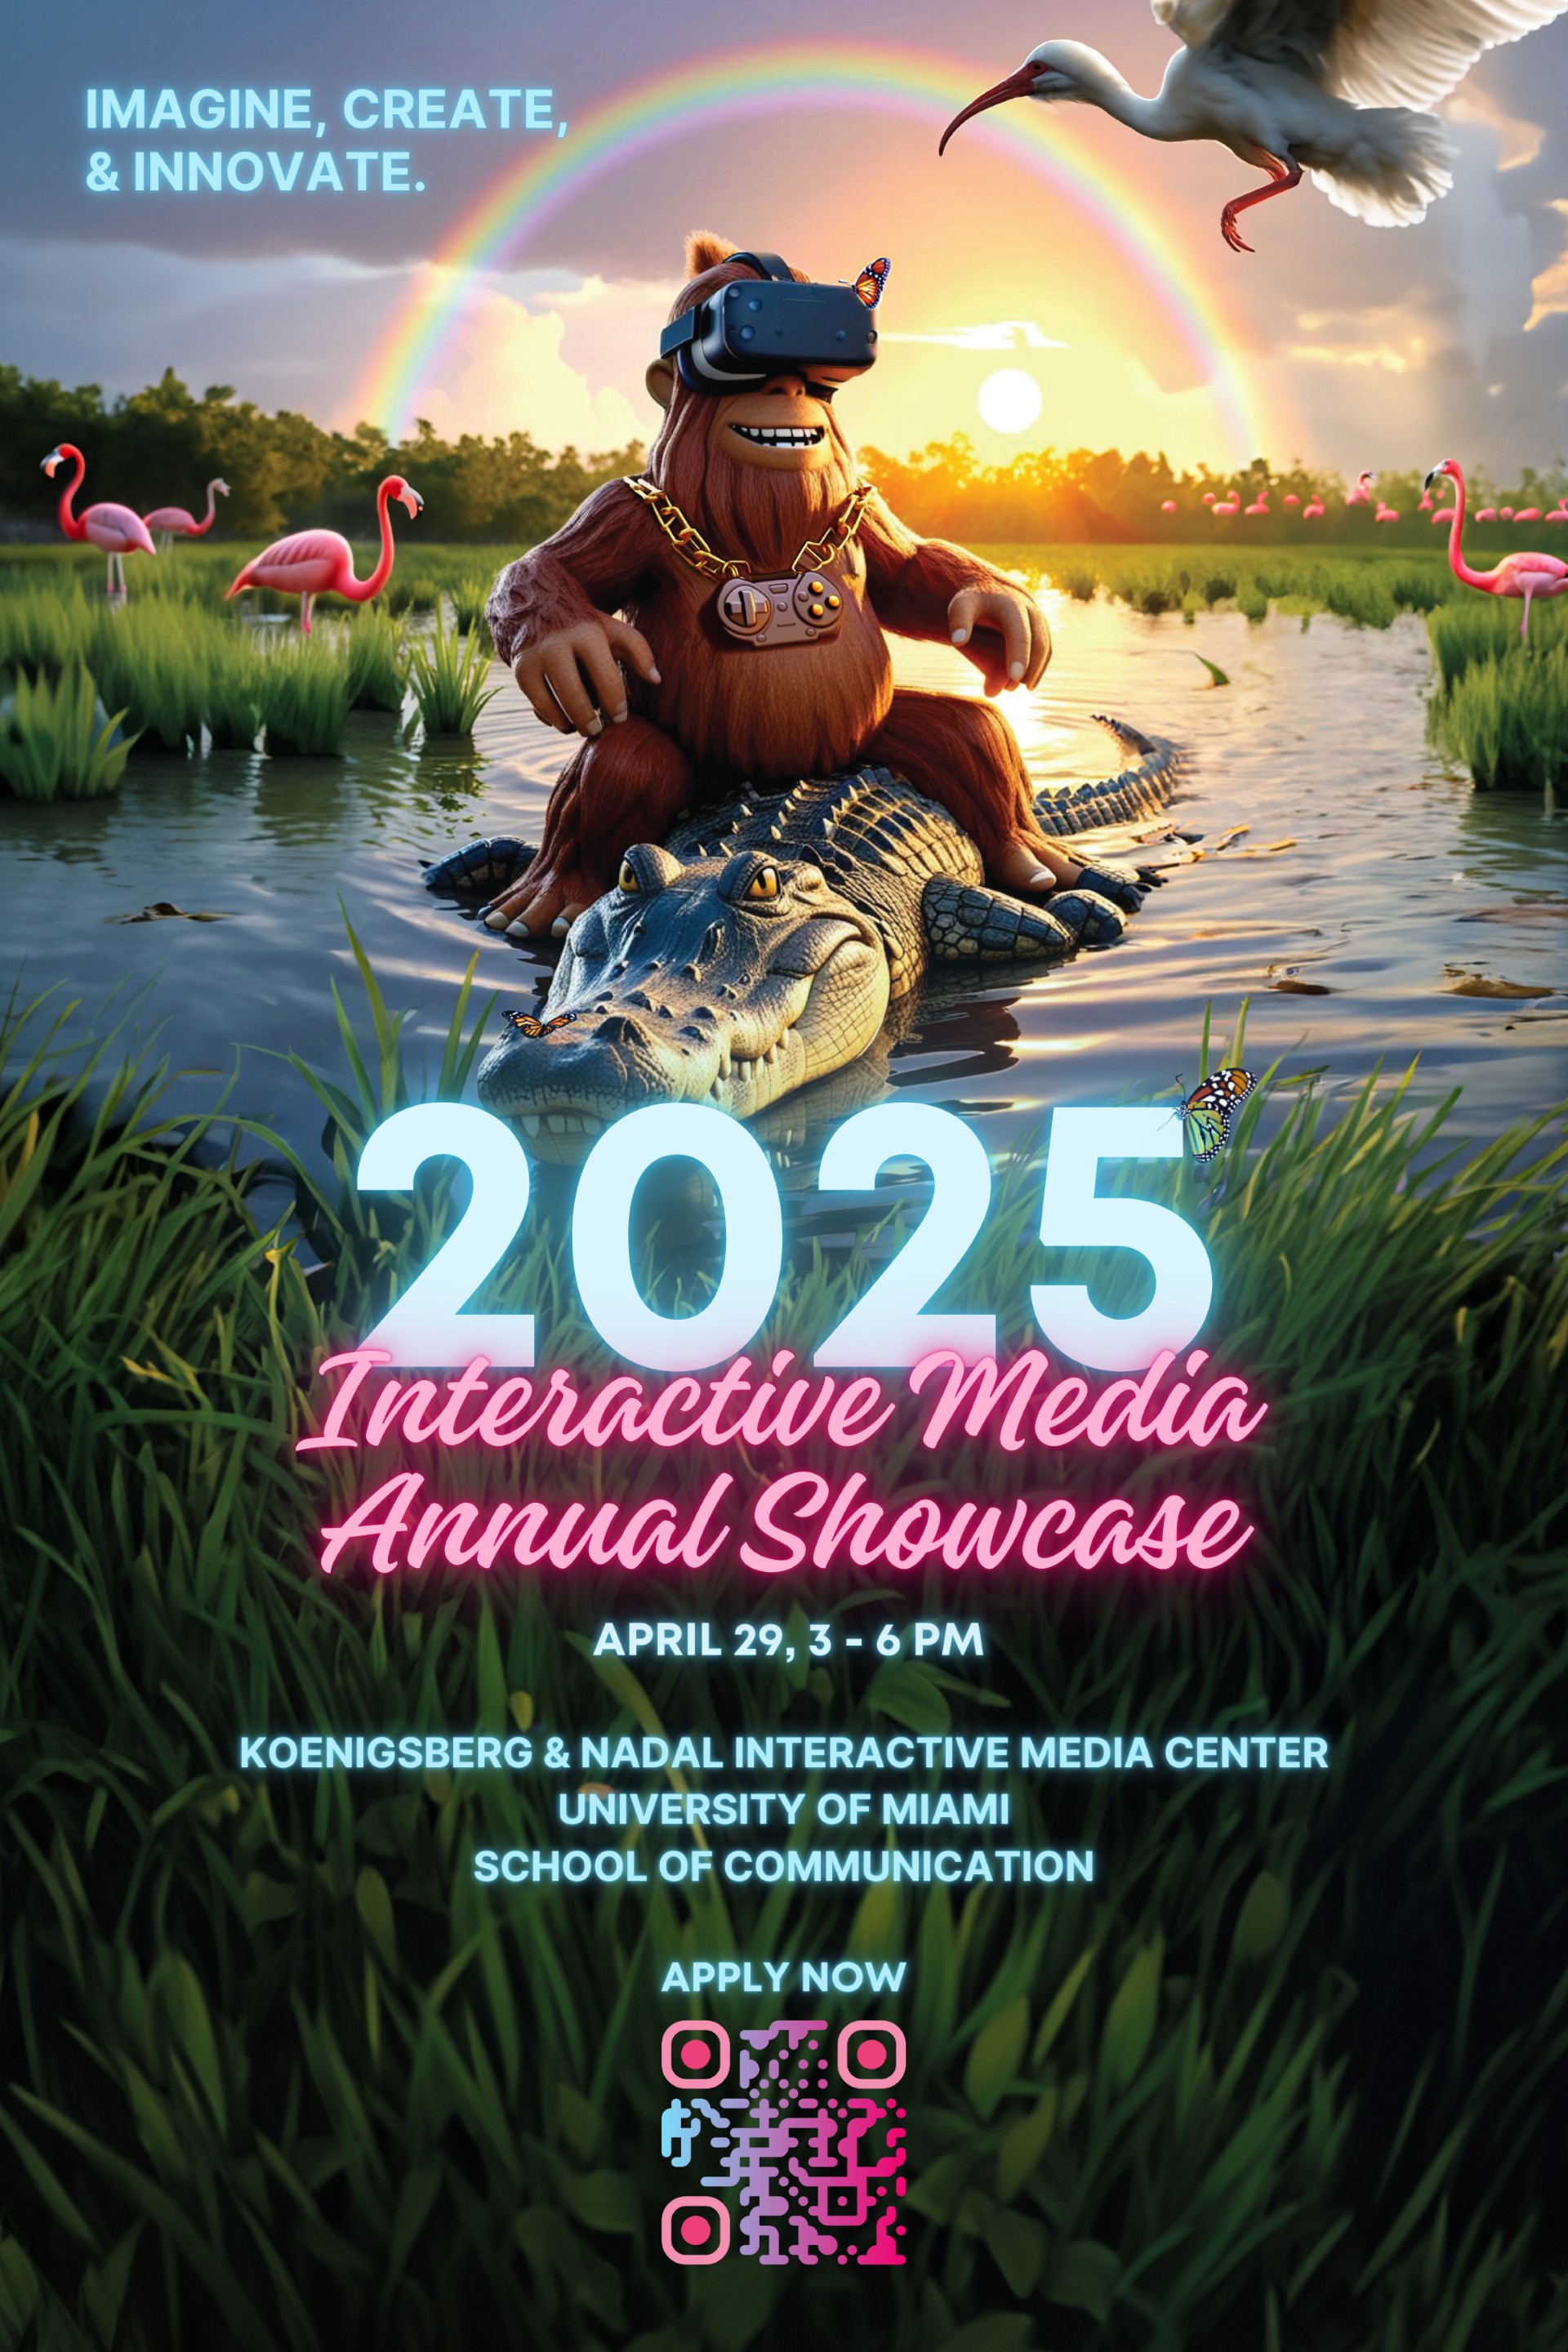 IMAGINE, CREATE,
& INNOVATE.
2025
Interactive Media
Annual Showcase
APRIL 29, 3 - 6 PM
KOENIGSBERG & NADAL INTERACTIVE MEDIA CENTER
UNIVERSITY OF MIAMI
SCHOOL OF COMMUNICATION
APPLY NOW